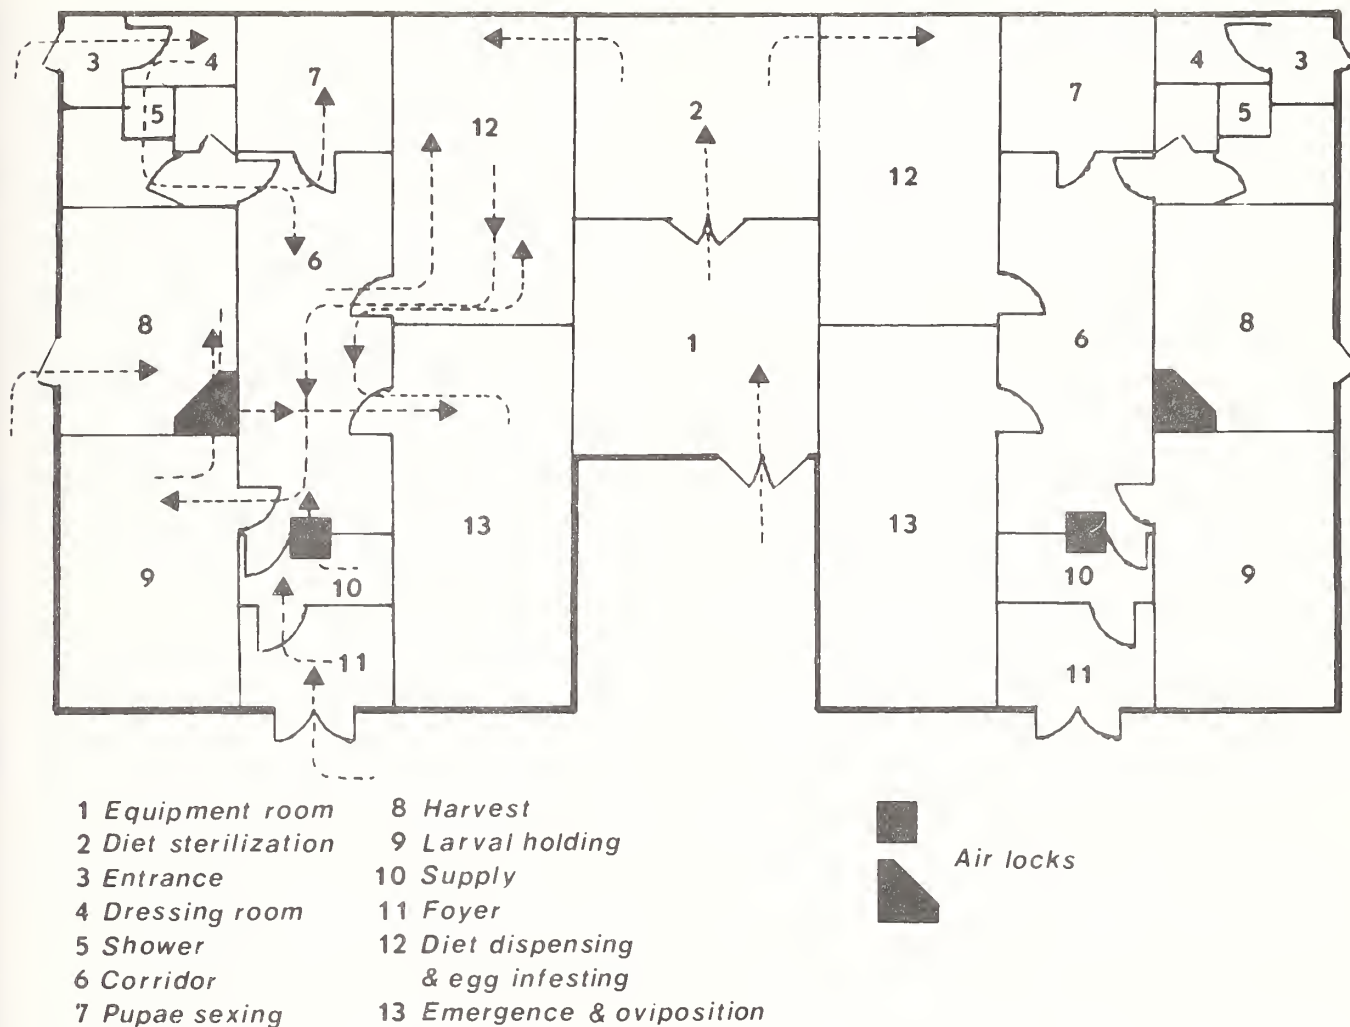 3
4
7
2
7
4
3
5
12
5
12
6
8
1
6
8
13
13
9
10
10
9
11
11
1 Equipment room
2 Diet sterilization
3 Entrance
4 Dressing room
5 Shower
6 Corridor
7 Pupae sexing
8 Harvest
9 Larval holding
10 Supply
11 Foyer
12 Diet dispensing
& egg infesting
13 Emergence & oviposition
Air locks